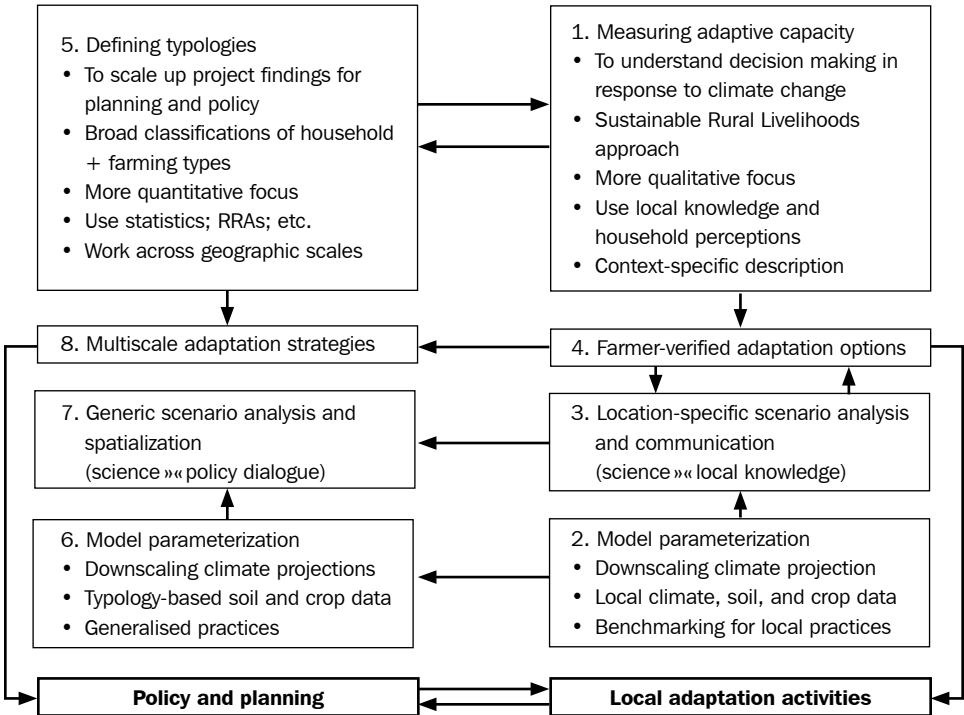 5. Defining typologies
• To scale up project findings for
planning and policy
• Broad classifications of household
+ farming types
• More quantitative focus
• Use statistics; RRAs; etc.
• Work across geographic scales
1. Measuring adaptive capacity
• To understand decision making in
response to climate change
• Sustainable Rural Livelihoods
approach
• More qualitative focus
• Use local knowledge and
household perceptions
• Context-specific description
8. Multiscale adaptation strategies
4. Farmer-verified adaptation options
7. Generic scenario analysis and
spatialization
(science »« policy dialogue)
3. Location-specific scenario analysis
and communication
(science »« local knowledge)
6. Model parameterization
• Downscaling climate projections
• Typology-based soil and crop data
• Generalised practices
2. Model parameterization
• Downscaling climate projection
• Local climate, soil, and crop data
• Benchmarking for local practices
Policy and planning
Local adaptation activities